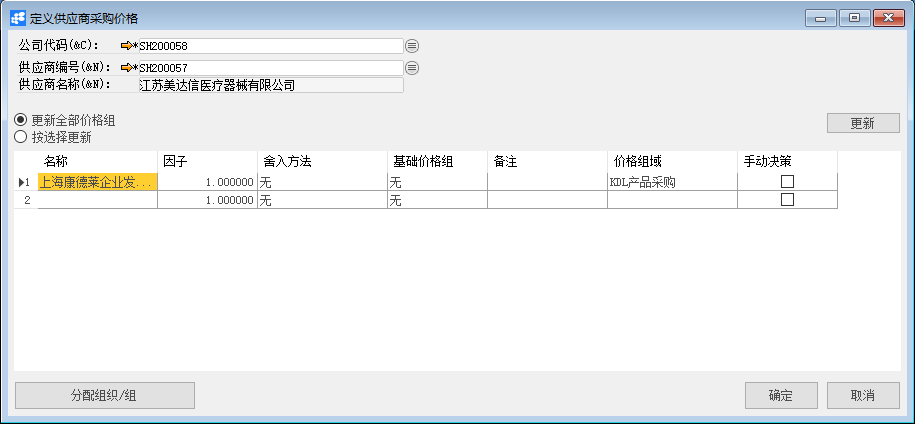 定义供应商采购价格
公司代码(&C): *SH200058
供应商编号(&N): *SH200057
供应商名称(&N): 江苏美达信医疗器械有限公司
更新全部价格组
更新
按选择更新
名称 因子 舍入方法 基础价格组 备注 价格组域 手动决策
1 上海康德莱企业发... 1.000000 无 无 KDL产品采购
2 1.000000 无 无
分配组织/组 确定 取消